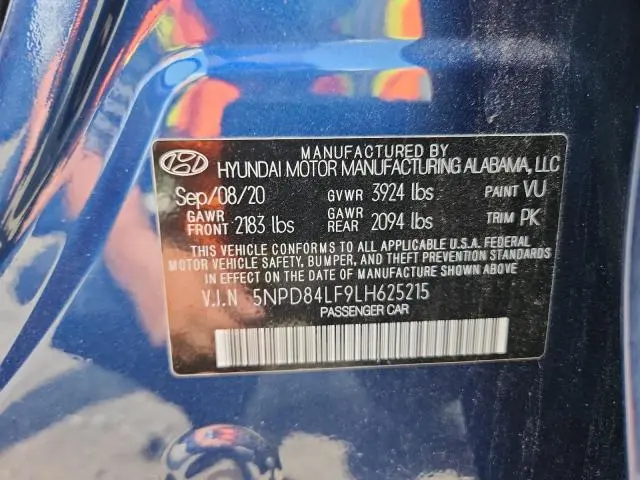 MANUFACTURED BY
HYUNDAI MOTOR MANUFACTURING ALABAMA, LLC
Sep/08/20 GVWR 3924 lbs PAINT VU
GAWR FRONT 2183 lbs GAWR REAR 2094 lbs TRIM PK
THIS VEHICLE CONFORMS TO ALL APPLICABLE U.S.A. FEDERAL
MOTOR VEHICLE SAFETY, BUMPER, AND THEFT PREVENTION STANDARDS
IN EFFECT ON THE DATE OF MANUFACTURE SHOWN ABOVE
V.I.N 5NPD84LF9LH625215
PASSENGER CAR